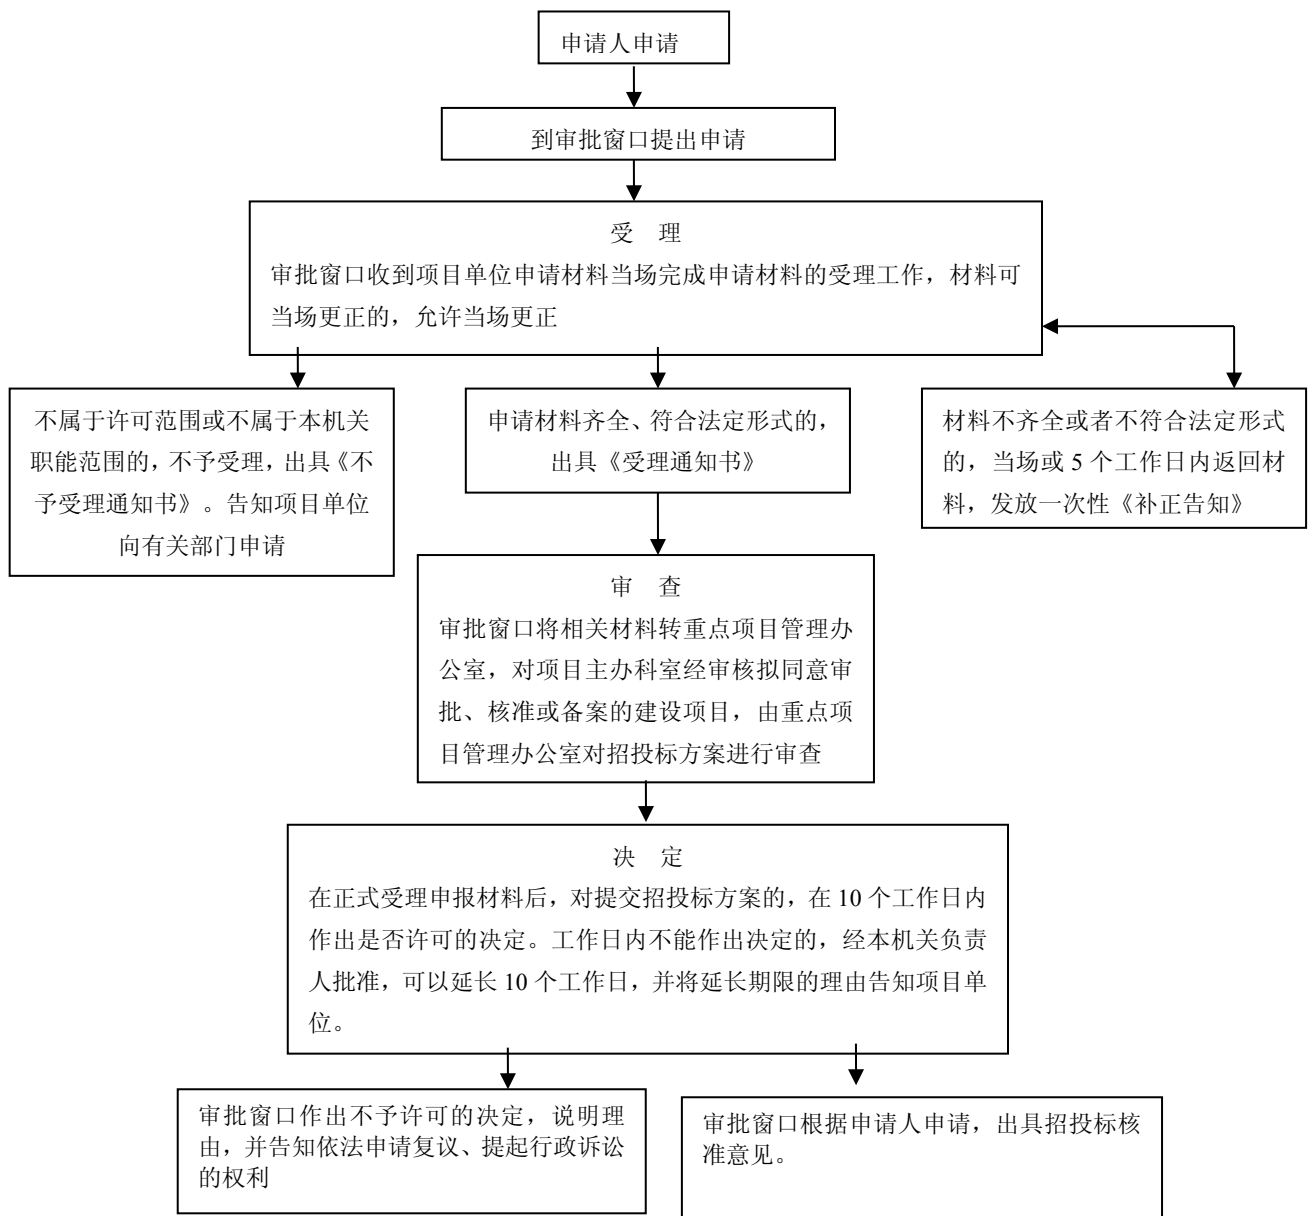 申请人申请
到审批窗口提出申请
受 理
审批窗口收到项目单位申请材料当场完成申请材料的受理工作，材料可
当场更正的，允许当场更正
不属于许可范围或不属于本机关
职能范围的，不予受理，出具《不
予受理通知书》。告知项目单位
向有关部门申请
申请材料齐全、符合法定形式的，
出具《受理通知书》
材料不齐全或者不符合法定形式
的，当场或 5 个工作日内返回材
料，发放一次性《补正告知》
审 查
审批窗口将相关材料转重点项目管理办
公室，对项目主办科室经审核拟同意审
批、核准或备案的建设项目，由重点项
目管理办公室对招投标方案进行审查
决 定
在正式受理申报材料后，对提交招投标方案的，在 10 个工作日内
作出是否许可的决定。工作日内不能作出决定的，经本机关负责
人批准，可以延长 10 个工作日，并将延长期限的理由告知项目单
位。
审批窗口作出不予许可的决定，说明理
由，并告知依法申请复议、提起行政诉讼
的权利
审批窗口根据申请人申请，出具招投标核
准意见。